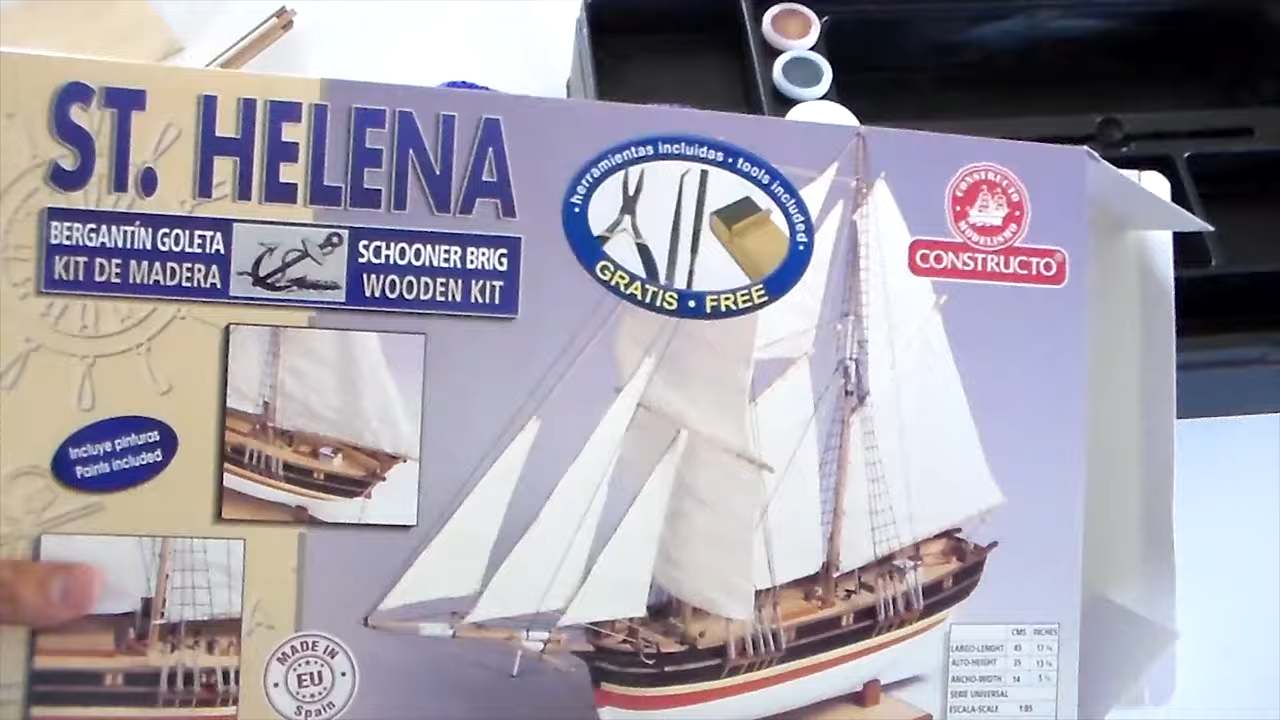 ST. HELENA
BERGANTÍN GOLETA
KIT DE MADERA
SCHOONER BRIG
WOODEN KIT
herramientas incluidas • tools included
GRATIS • FREE
CONSTRUCTO
MODELISMO
CONSTRUCTO®
Incluye pinturas
Paints included
MADE IN
EU
Spain
CMS INCHES
LARGO-LENGHT 45
AUTO-HEIGHT 35
ANCHO-WIDTH 14
SERIE UNIVERSAL
ESCALA-SCALE 1:85